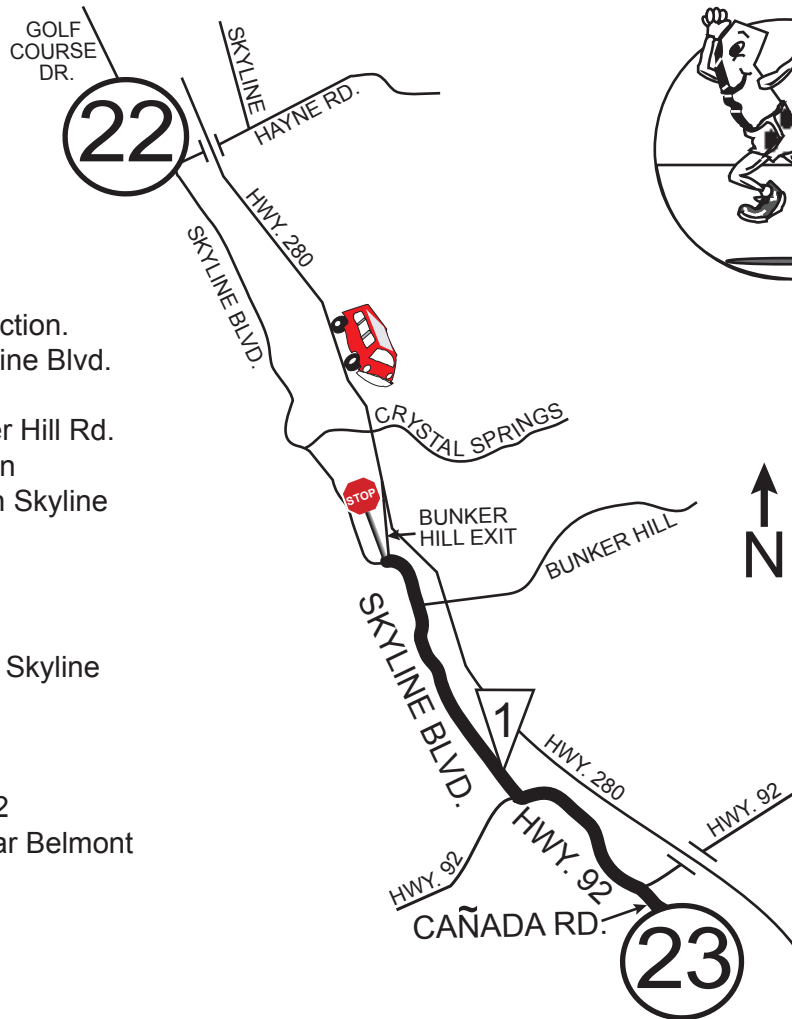 GOLF
COURSE
DR.
SKYLINE
HAYNE RD.
22
HWY. 280
SKYLINE BLVD.
ction.
ine Blvd.
er Hill Rd.
n
n Skyline
CRYSTAL SPRINGS
STOP
BUNKER
HILL EXIT
BUNKER HILL
N
SKYLINE BLVD.
Skyline
1
HWY. 280
2
ar Belmont
HWY. 92
HWY. 92
HWY. 92
CAÑADA RD.
23